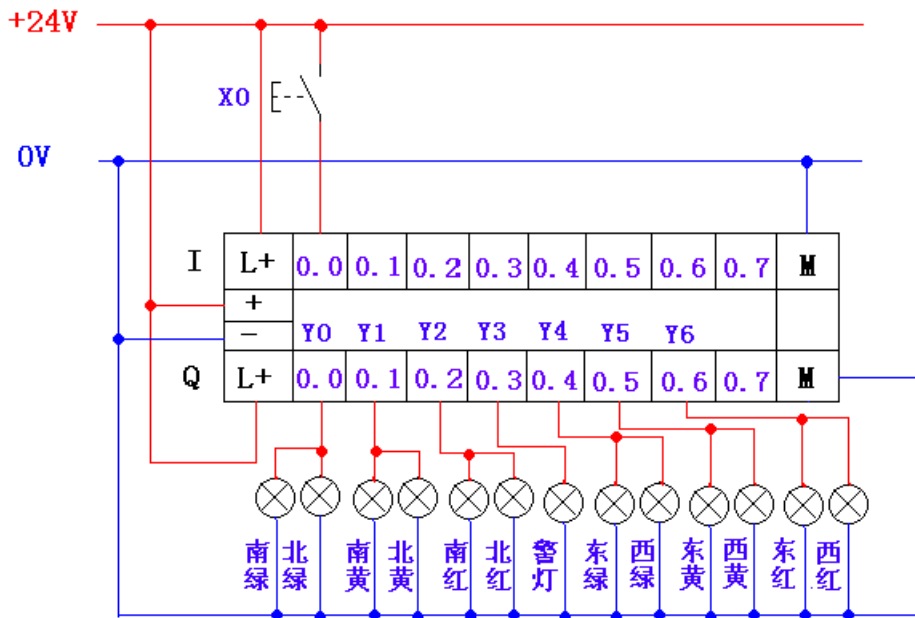 +24V
X0
0V
I L+ 0.0 0.1 0.2 0.3 0.4 0.5 0.6 0.7 M
+
−
Y0 Y1 Y2 Y3 Y4 Y5 Y6
Q L+ 0.0 0.1 0.2 0.3 0.4 0.5 0.6 0.7 M
南绿
北绿
南黄
北黄
南红
北红
警灯
东绿
西绿
东黄
西黄
东红
西红